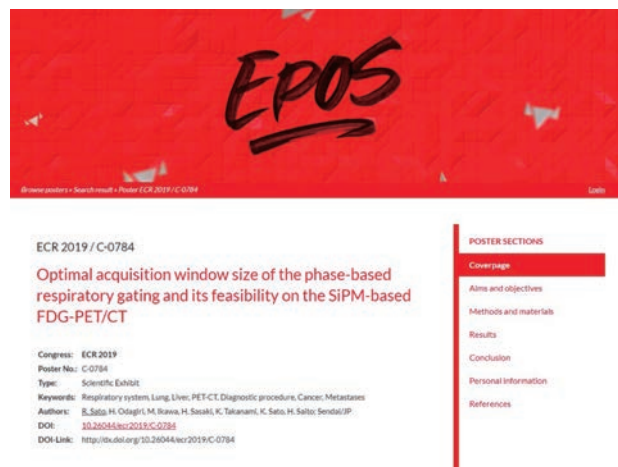 EPOS
Browse posters » Search result » Poster ECR 2019 / C-0784
Login
ECR 2019 / C-0784
Optimal acquisition window size of the phase-based
respiratory gating and its feasibility on the SiPM-based
FDG-PET/CT
Congress: ECR 2019
Poster No.: C-0784
Type: Scientific Exhibit
Keywords: Respiratory system, Lung, Liver, PET-CT, Diagnostic procedure, Cancer, Metastases
Authors: R. Sato, H. Odagiri, M. Ikawa, H. Sasaki, K. Takanami, K. Sato, H. Saito; Sendai/JP
DOI: 10.26044/ecr2019/C-0784
DOI-Link: http://dx.doi.org/10.26044/ecr2019/C-0784
POSTER SECTIONS
Coverpage
Aims and objectives
Methods and materials
Results
Conclusion
Personal information
References